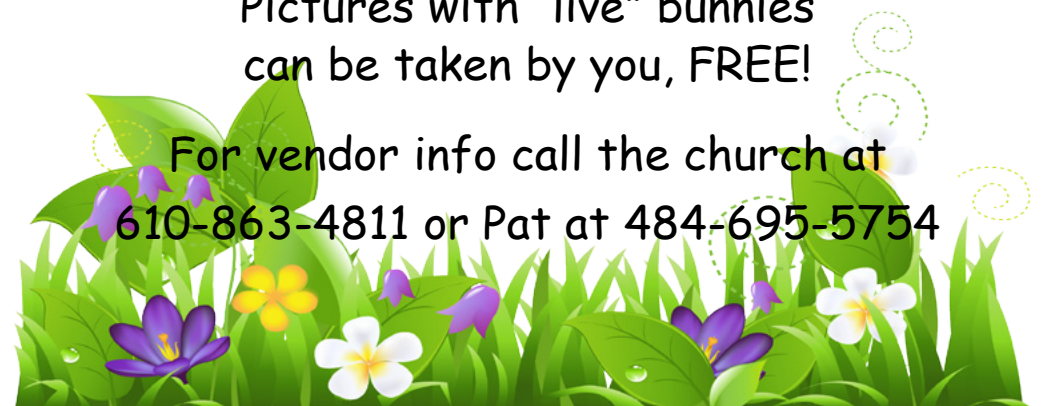 Pictures with "live" bunnies
can be taken by you, FREE!
For vendor info call the church at
610-863-4811 or Pat at 484-695-5754